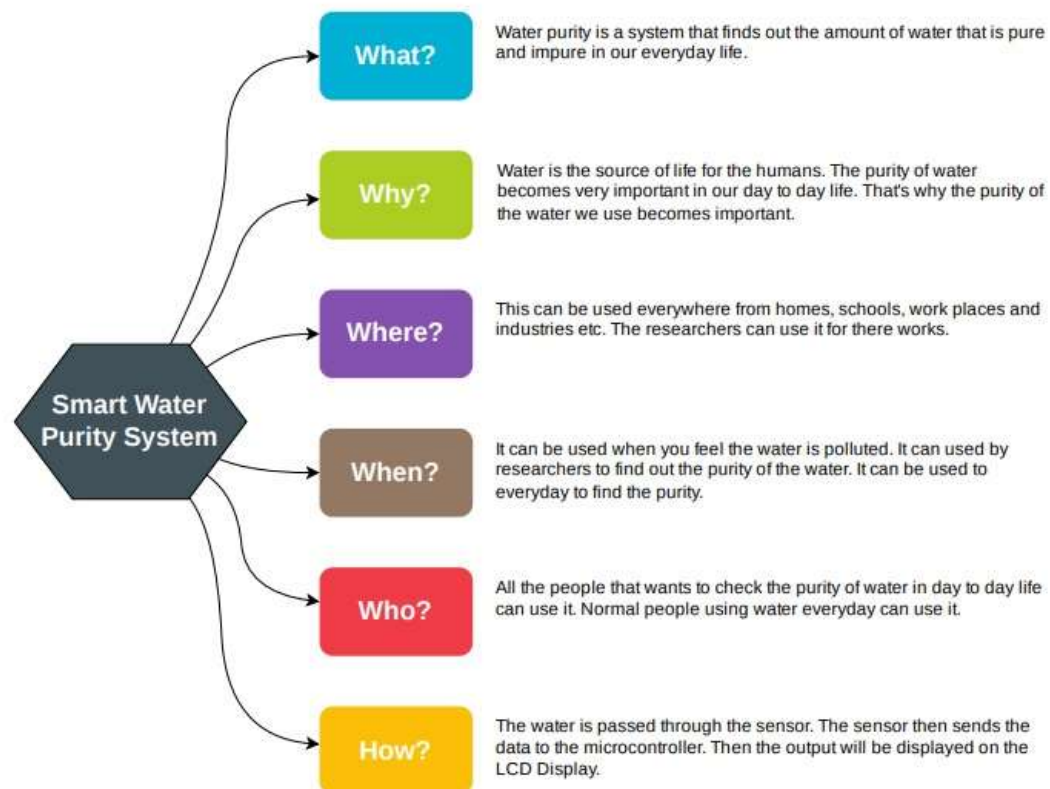 What?
Water purity is a system that finds out the amount of water that is pure
and impure in our everyday life.
Why?
Water is the source of life for the humans. The purity of water
becomes very important in our day to day life. That's why the purity of
the water we use becomes important.
Where?
This can be used everywhere from homes, schools, work places and
industries etc. The researchers can use it for there works.
Smart Water
Purity System
When?
It can be used when you feel the water is polluted. It can used by
researchers to find out the purity of the water. It can be used to
everyday to find the purity.
Who?
All the people that wants to check the purity of water in day to day life
can use it. Normal people using water everyday can use it.
How?
The water is passed through the sensor. The sensor then sends the
data to the microcontroller. Then the output will be displayed on the
LCD Display.